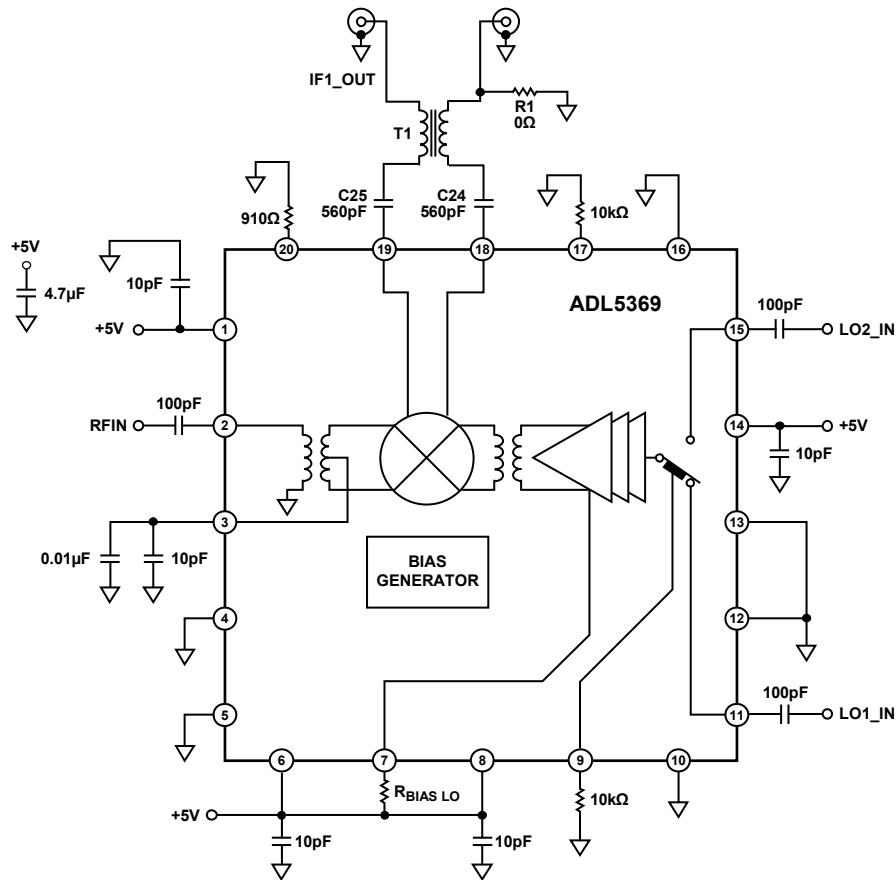 IF1_OUT
T1
R1
0Ω
C25
560pF
C24
560pF
910Ω
10kΩ
20
19
18
17
16
+5V
4.7µF
10pF
+5V
1
ADL5369
100pF
15
LO2_IN
100pF
RFIN
2
14
+5V
10pF
3
13
0.01µF
10pF
BIAS
GENERATOR
4
12
100pF
5
11
LO1_IN
6
7
8
9
10
RBIAS LO
10kΩ
+5V
10pF
10pF